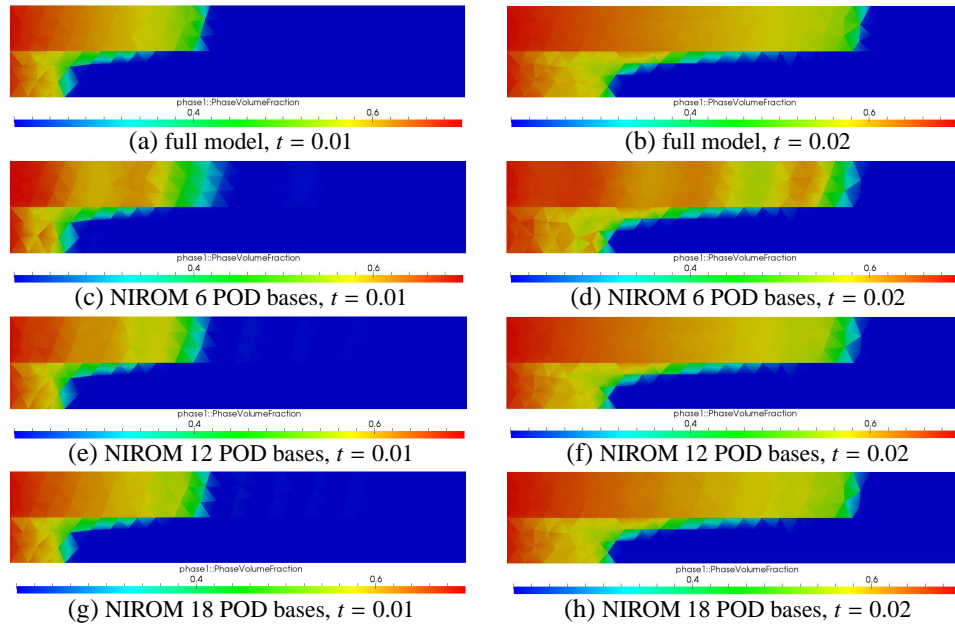 phase1::PhaseVolumeFraction
0.4 0.6
(a) full model, t = 0.01
phase1::PhaseVolumeFraction
0.4 0.6
(b) full model, t = 0.02
phase1::PhaseVolumeFraction
0.4 0.6
(c) NIROM 6 POD bases, t = 0.01
phase1::PhaseVolumeFraction
0.4 0.6
(d) NIROM 6 POD bases, t = 0.02
phase1::PhaseVolumeFraction
0.4 0.6
(e) NIROM 12 POD bases, t = 0.01
phase1::PhaseVolumeFraction
0.4 0.6
(f) NIROM 12 POD bases, t = 0.02
phase1::PhaseVolumeFraction
0.4 0.6
(g) NIROM 18 POD bases, t = 0.01
phase1::PhaseVolumeFraction
0.4 0.6
(h) NIROM 18 POD bases, t = 0.02